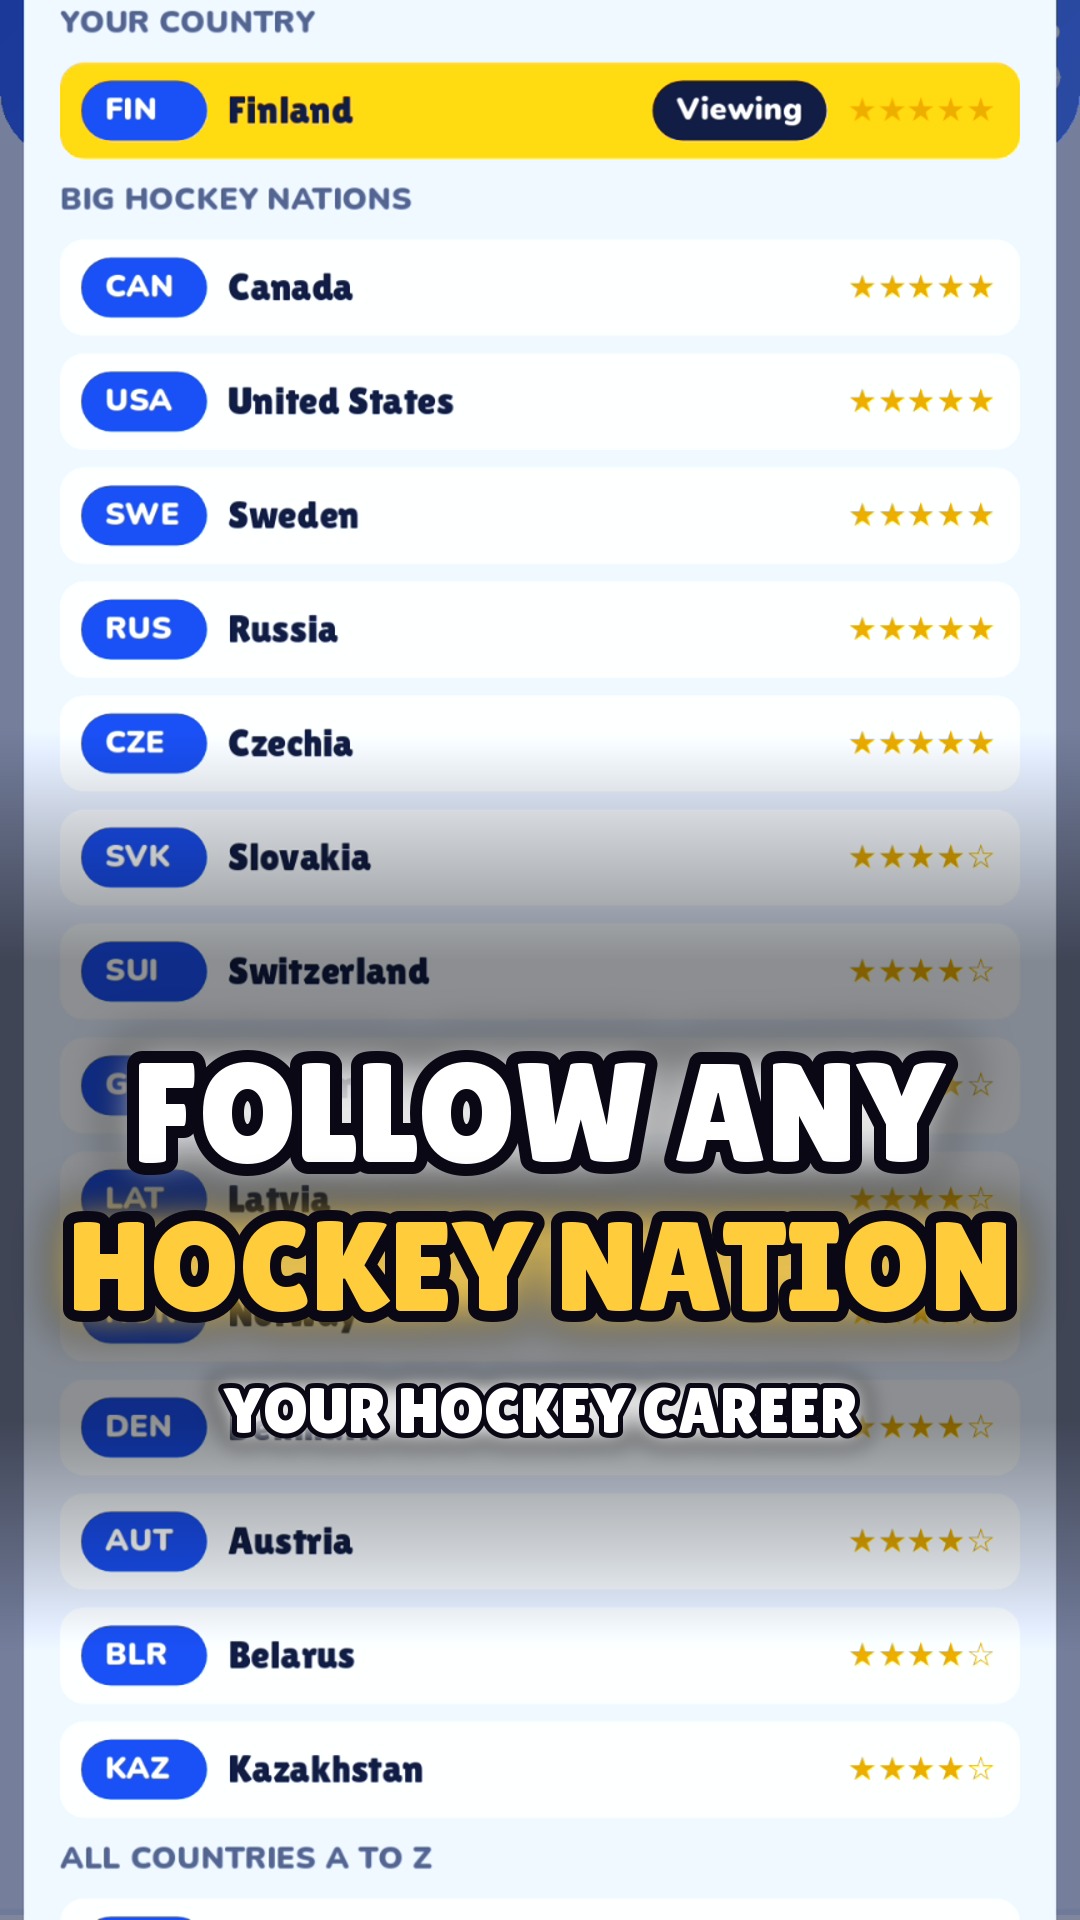 YOUR COUNTRY
FIN Finland Viewing ★★★★★
BIG HOCKEY NATIONS
CAN Canada ★★★★★
USA United States ★★★★★
SWE Sweden ★★★★★
RUS Russia ★★★★★
CZE Czechia ★★★★★
SVK Slovakia ★★★★☆
SUI Switzerland ★★★★☆
FOLLOW ANY
LAT Latvia ★★★★☆
HOCKEY NATION
Norway
YOUR HOCKEY CAREER
DEN ★★★★☆
AUT Austria ★★★★☆
BLR Belarus ★★★★☆
KAZ Kazakhstan ★★★★☆
ALL COUNTRIES A TO Z